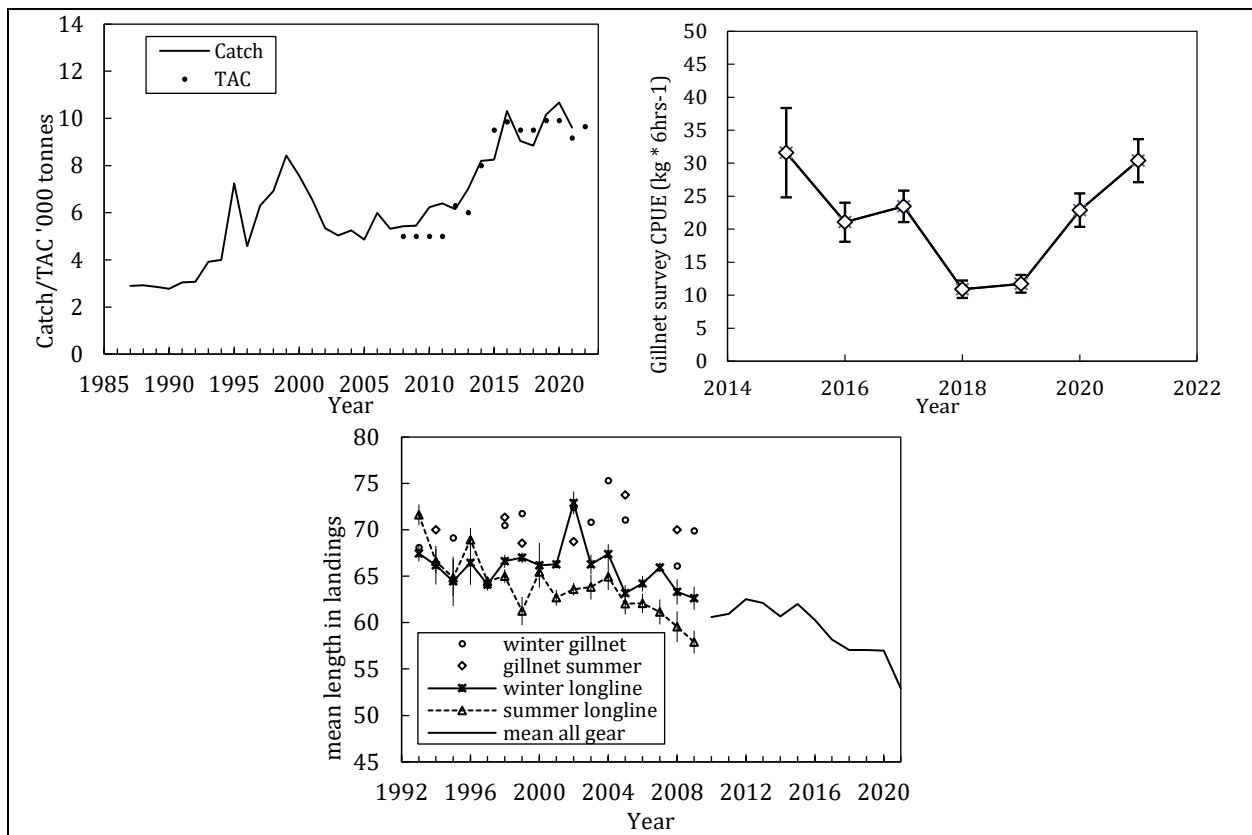 14
12
10
8
6
4
2
0
Catch/TAC '000 tonnes
Catch
TAC
1985 1990 1995 2000 2005 2010 2015 2020
Year
50
45
40
35
30
25
20
15
10
5
0
Gillnet survey CPUE (kg * 6hrs-1)
2014 2016 2018 2020 2022
Year
80
75
70
65
60
55
50
45
mean length in landings
winter gillnet
gillnet summer
winter longline
summer longline
mean all gear
1992 1996 2000 2004 2008 2012 2016 2020
Year